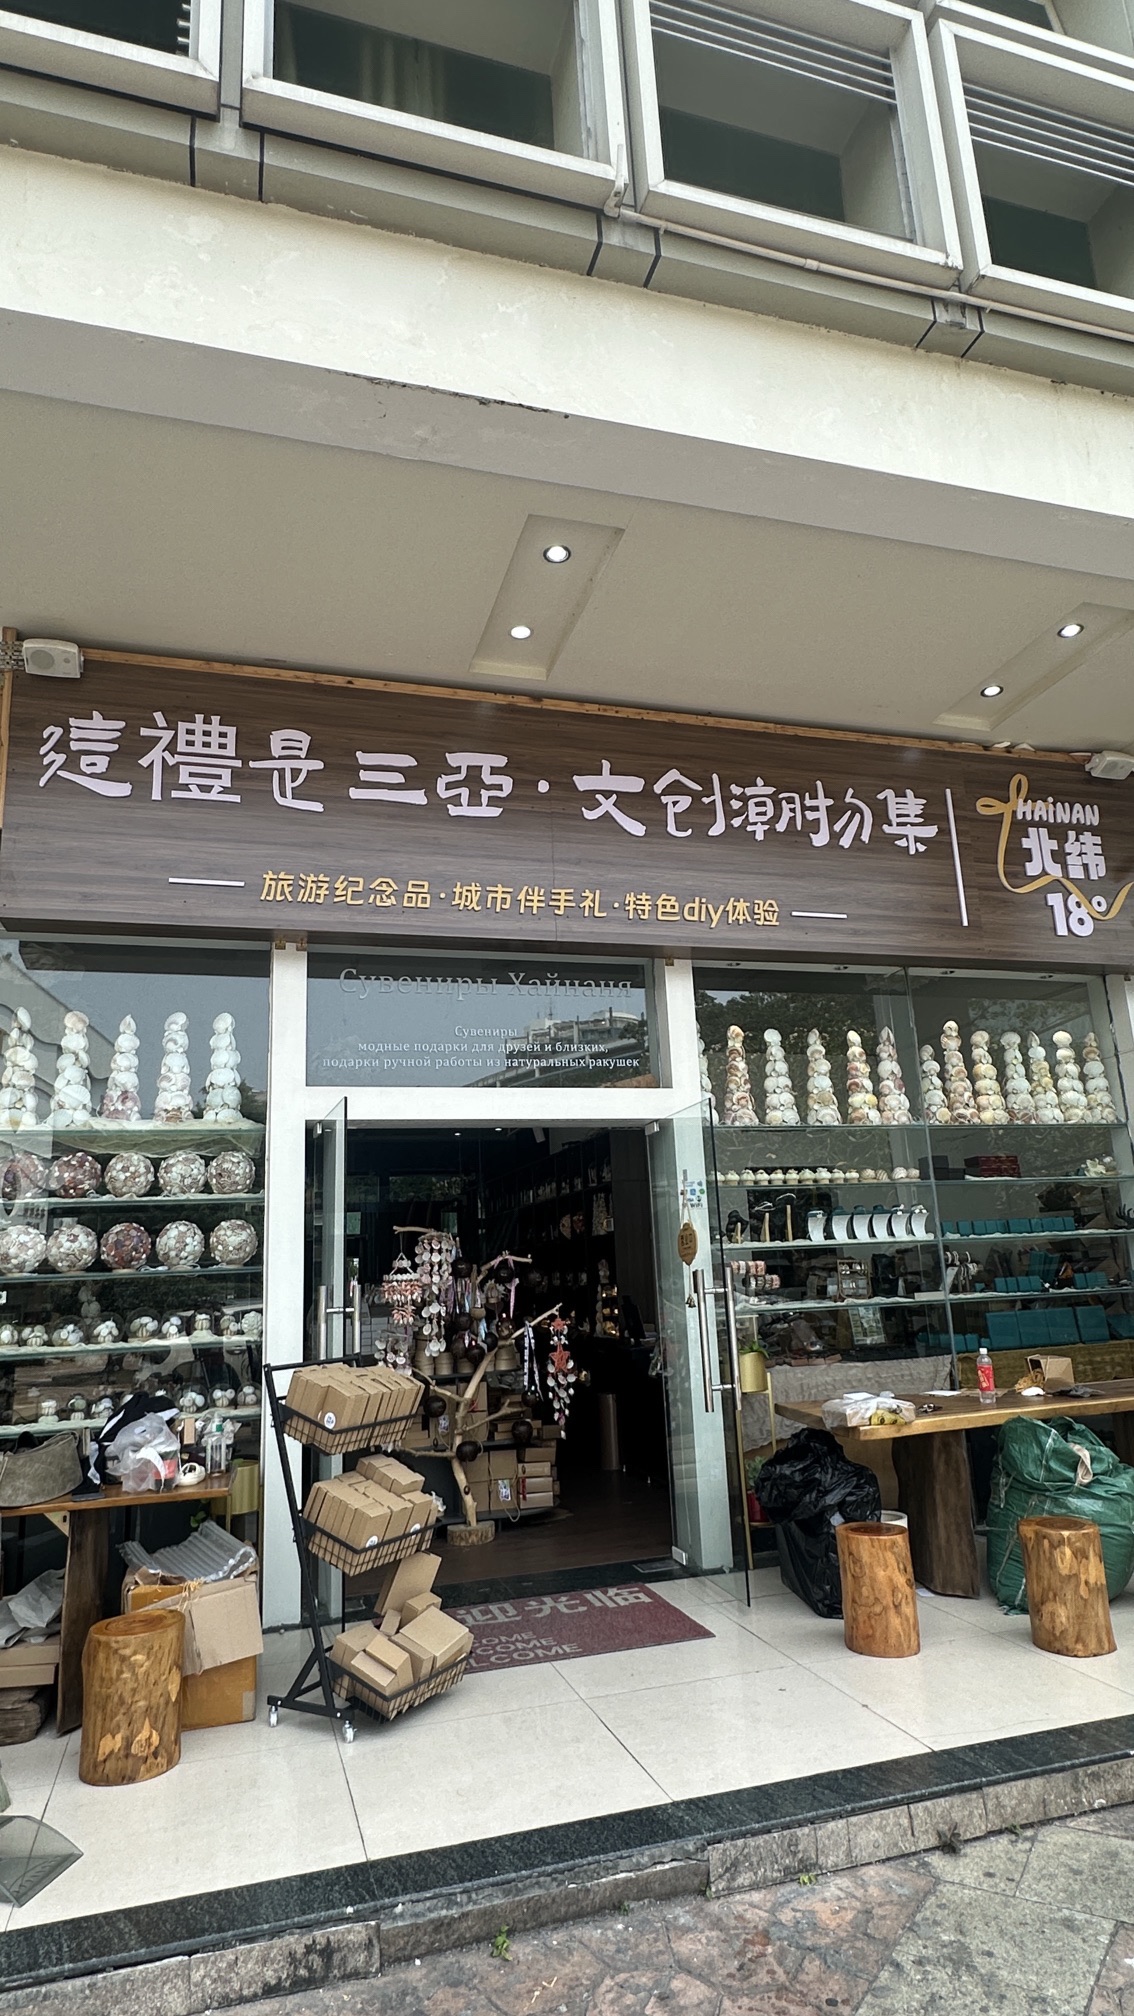 這禮是三亞·文创潮物集
HAiNAN
北纬
18°
旅游纪念品·城市伴手礼·特色diy体验
Сувениры Хайнаня
Сувениры
модные подарки для друзей и близких,
подарки ручной работы из натуральных ракушек
迎光临
COME
COME
COME